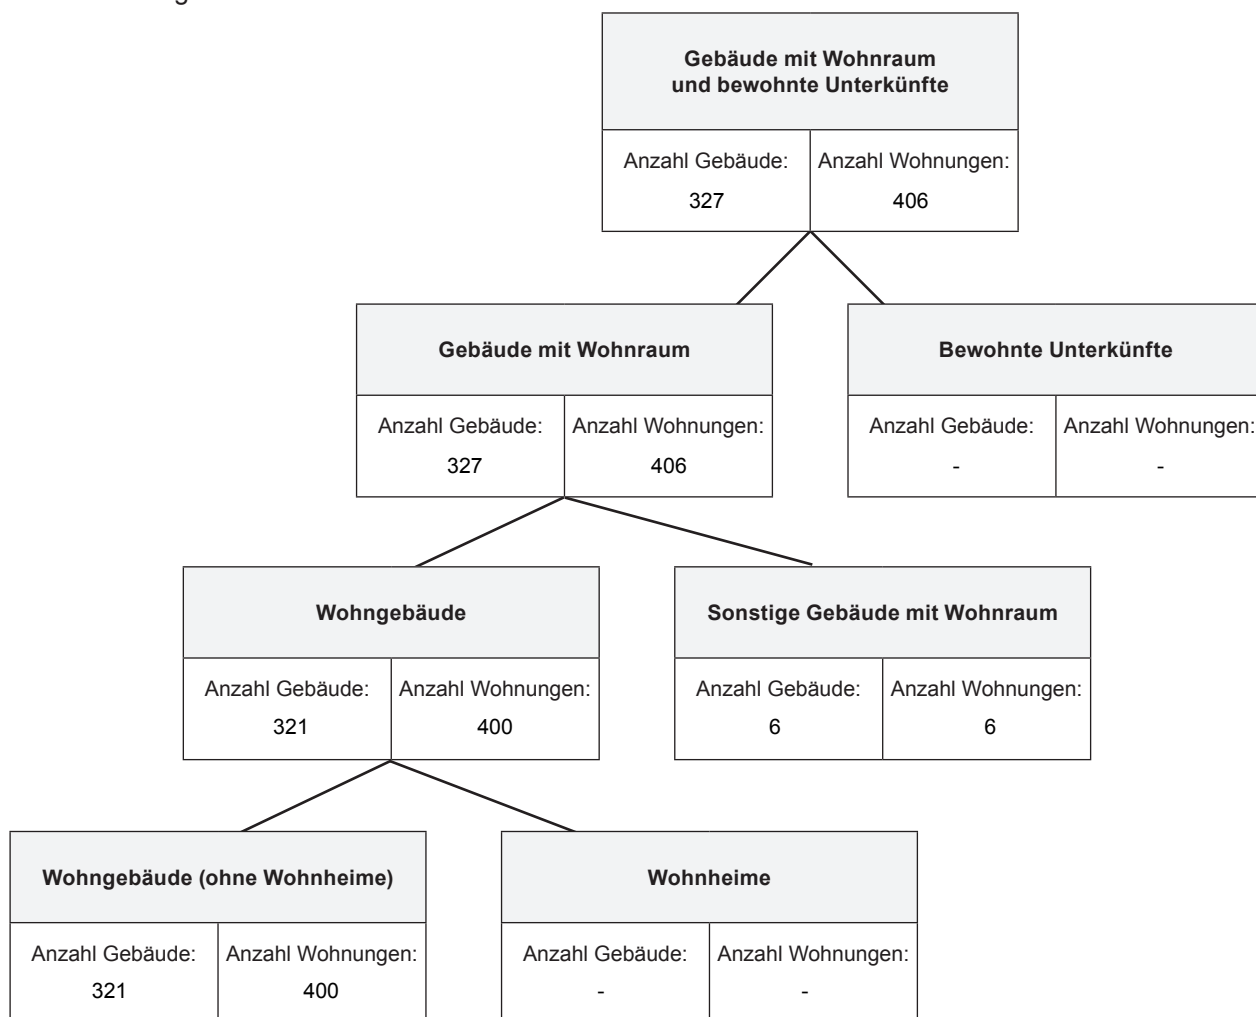 Gebäude mit Wohnraum
und bewohnte Unterkünfte
Anzahl Gebäude: Anzahl Wohnungen:
327 406
Gebäude mit Wohnraum
Bewohnte Unterkünfte
Anzahl Gebäude: Anzahl Wohnungen:
327 406
Anzahl Gebäude: Anzahl Wohnungen:
- -
Wohngebäude
Sonstige Gebäude mit Wohnraum
Anzahl Gebäude: Anzahl Wohnungen:
321 400
Anzahl Gebäude: Anzahl Wohnungen:
6 6
Wohngebäude (ohne Wohnheime)
Wohnheime
Anzahl Gebäude: Anzahl Wohnungen:
321 400
Anzahl Gebäude: Anzahl Wohnungen:
- -